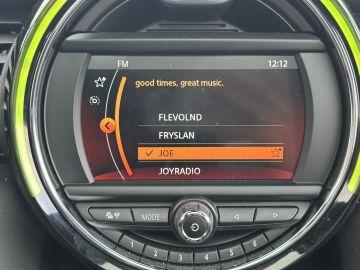 FM 12:12
good times, great music.
FLEVOLND
FRYSLAN
JOE
JOYRADIO
MODE
1 2 3 4 5 6